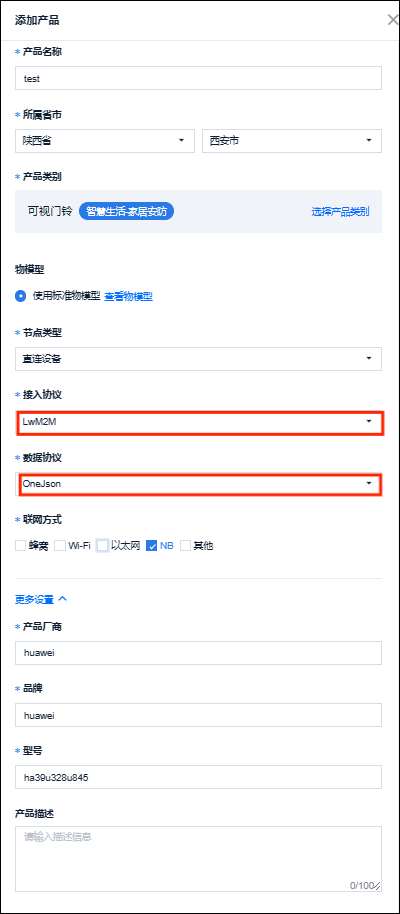 添加产品
* 产品名称
test
* 所属省市
陕西省 西安市
* 产品类别
可视门铃 智慧生活-家居安防 选择产品类别
物模型
使用标准物模型 查看物模型
* 节点类型
直连设备
* 接入协议
LwM2M
* 数据协议
OneJson
* 联网方式
蜂窝 Wi-Fi 以太网 NB 其他
更多设置
* 产品厂商
huawei
* 品牌
huawei
* 型号
ha39u328u845
产品描述
请输入描述信息
0/100